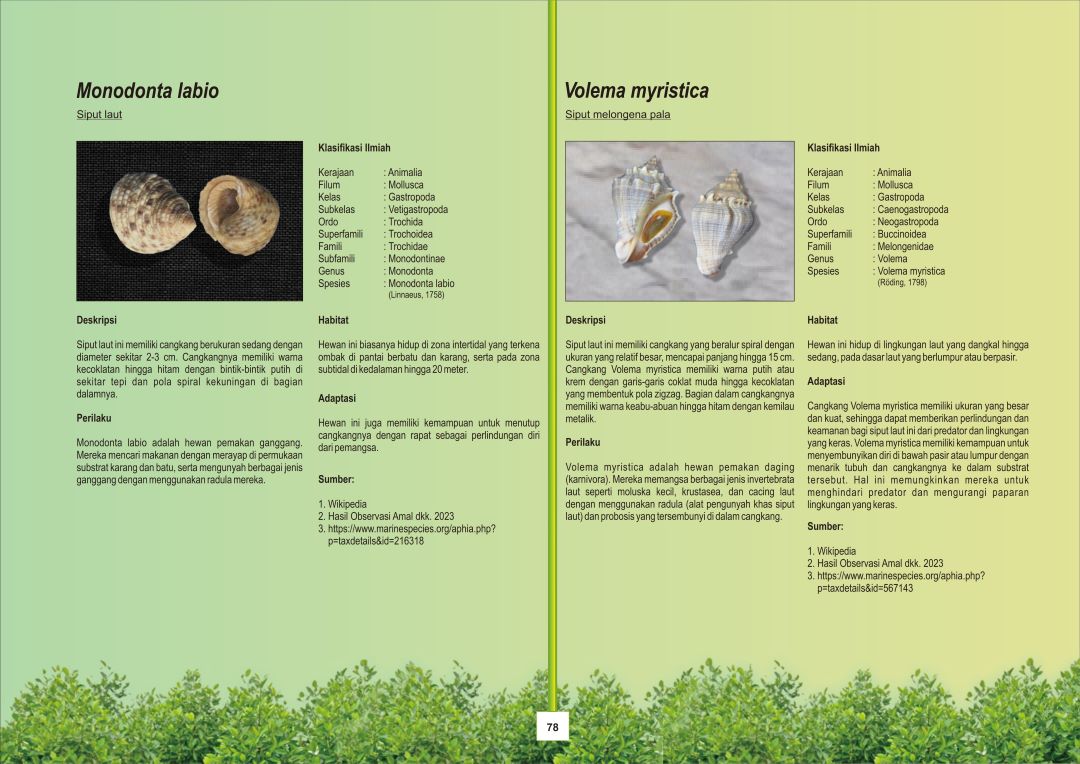 Monodonta labio
Siput laut
Klasifikasi Ilmiah
Kerajaan : Animalia
Filum : Mollusca
Kelas : Gastropoda
Subkelas : Vetigastropoda
Ordo : Trochida
Superfamili : Trochoidea
Famili : Trochidae
Subfamili : Monodontinae
Genus : Monodonta
Spesies : Monodonta labio
(Linnaeus, 1758)
Deskripsi
Siput laut ini memiliki cangkang berukuran sedang dengan
diameter sekitar 2-3 cm. Cangkangnya memiliki warna
kecoklatan hingga hitam dengan bintik-bintik putih di
sekitar tepi dan pola spiral kekuningan di bagian
dalamnya.
Perilaku
Monodonta labio adalah hewan pemakan ganggang.
Mereka mencari makanan dengan merayap di permukaan
substrat karang dan batu, serta mengunyah berbagai jenis
ganggang dengan menggunakan radula mereka.
Habitat
Hewan ini biasanya hidup di zona intertidal yang terkena
ombak di pantai berbatu dan karang, serta pada zona
subtidal di kedalaman hingga 20 meter.
Adaptasi
Hewan ini juga memiliki kemampuan untuk menutup
cangkangnya dengan rapat sebagai perlindungan diri
dari pemangsa.
Sumber:
1. Wikipedia
2. Hasil Observasi Amal dkk. 2023
3. https://www.marinespecies.org/aphia.php?
p=taxdetails&id=216318
Volema myristica
Siput melongena pala
Klasifikasi Ilmiah
Kerajaan : Animalia
Filum : Mollusca
Kelas : Gastropoda
Subkelas : Caenogastropoda
Ordo : Neogastropoda
Superfamili : Buccinoidea
Famili : Melongenidae
Genus : Volema
Spesies : Volema myristica
(Röding, 1798)
Deskripsi
Siput laut ini memiliki cangkang yang beralur spiral dengan
ukuran yang relatif besar, mencapai panjang hingga 15 cm.
Cangkang Volema myristica memiliki warna putih atau
krem dengan garis-garis coklat muda hingga kecoklatan
yang membentuk pola zigzag. Bagian dalam cangkangnya
memiliki warna keabu-abuan hingga hitam dengan kemilau
metalik.
Perilaku
Volema myristica adalah hewan pemakan daging
(karnivora). Mereka memangsa berbagai jenis invertebrata
laut seperti moluska kecil, krustasea, dan cacing laut
dengan menggunakan radula (alat pengunyah khas siput
laut) dan probosis yang tersembunyi di dalam cangkang.
Habitat
Hewan ini hidup di lingkungan laut yang dangkal hingga
sedang, pada dasar laut yang berlumpur atau berpasir.
Adaptasi
Cangkang Volema myristica memiliki ukuran yang besar
dan kuat, sehingga dapat memberikan perlindungan dan
keamanan bagi siput laut ini dari predator dan lingkungan
yang keras. Volema myristica memiliki kemampuan untuk
menyembunyikan diri di bawah pasir atau lumpur dengan
menarik tubuh dan cangkangnya ke dalam substrat
tersebut. Hal ini memungkinkan mereka untuk
menghindari predator dan mengurangi paparan
lingkungan yang keras.
Sumber:
1. Wikipedia
2. Hasil Observasi Amal dkk. 2023
3. https://www.marinespecies.org/aphia.php?
p=taxdetails&id=567143
78